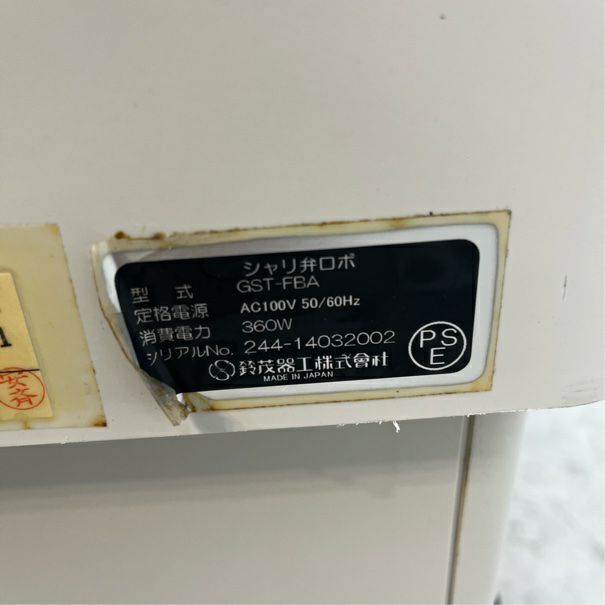 シャリ弁ロボ
型 式 GST-FBA
定格電源 AC100V 50/60Hz
消費電力 360W
シリアルNo. 244-14032002
鈴茂器工株式會社
MADE IN JAPAN
PS
E